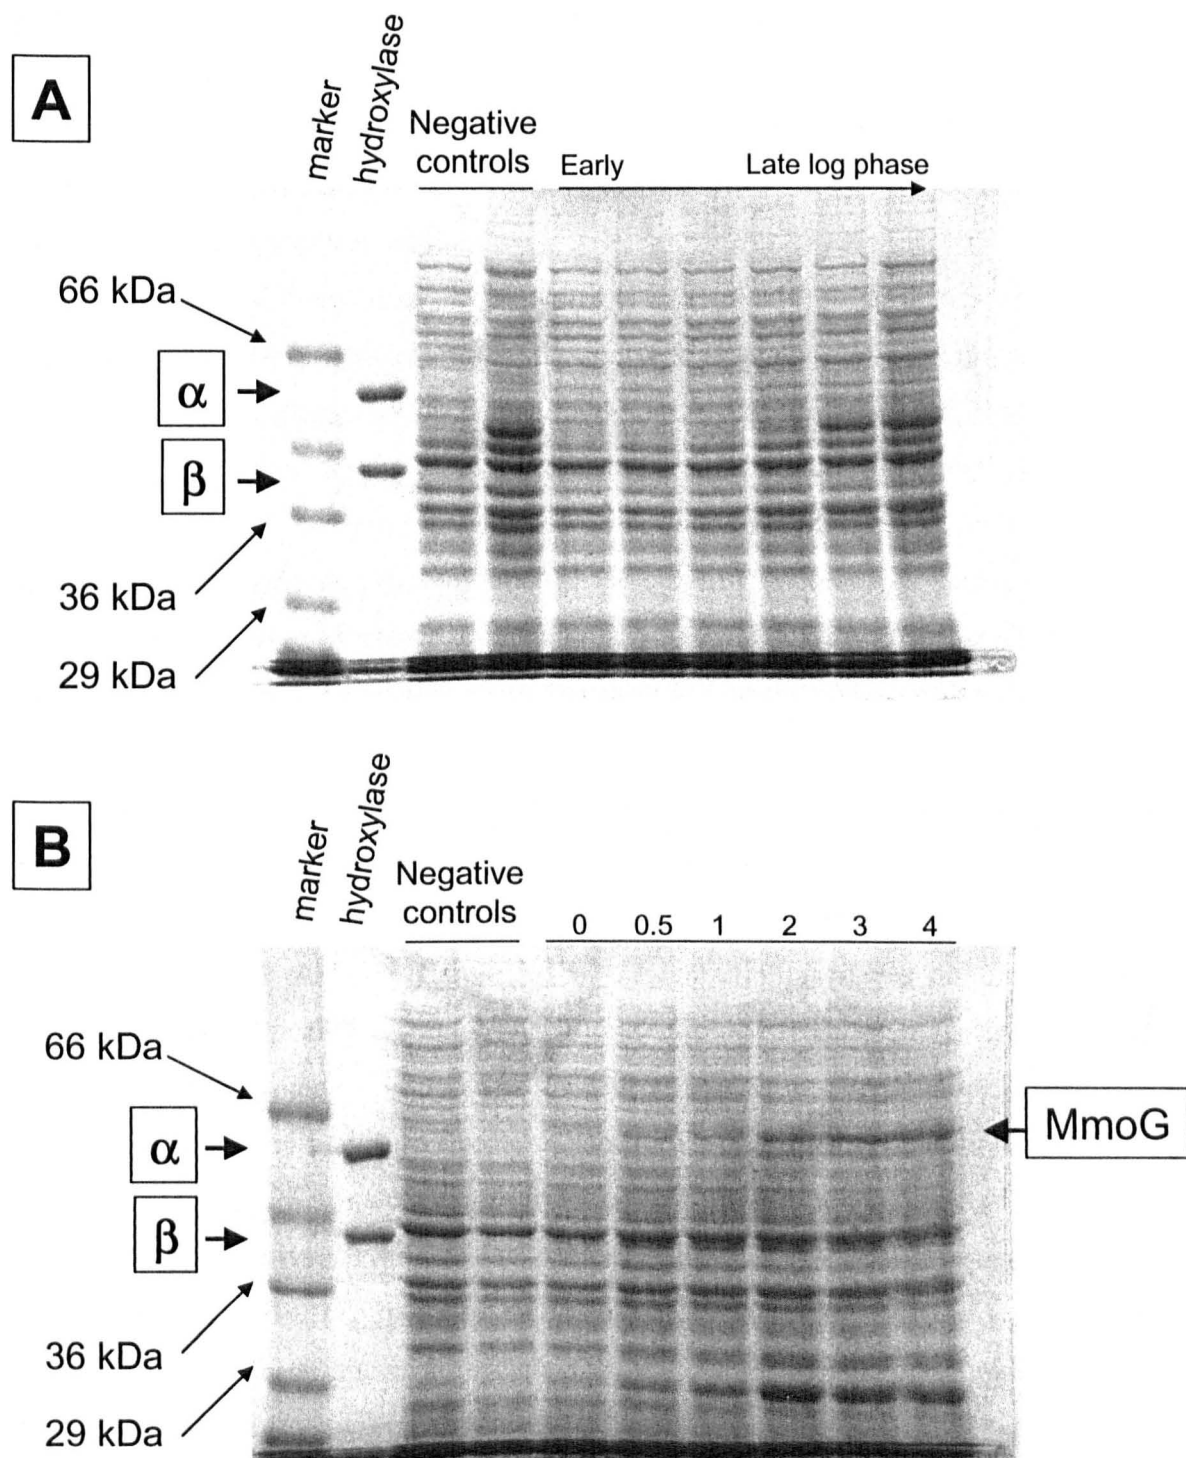 A
marker
hydroxylase
Negative
controls
Early
Late log phase
66 kDa
α
β
36 kDa
29 kDa
B
marker
hydroxylase
Negative
controls
0 0.5 1 2 3 4
66 kDa
α
β
36 kDa
29 kDa
MmoG